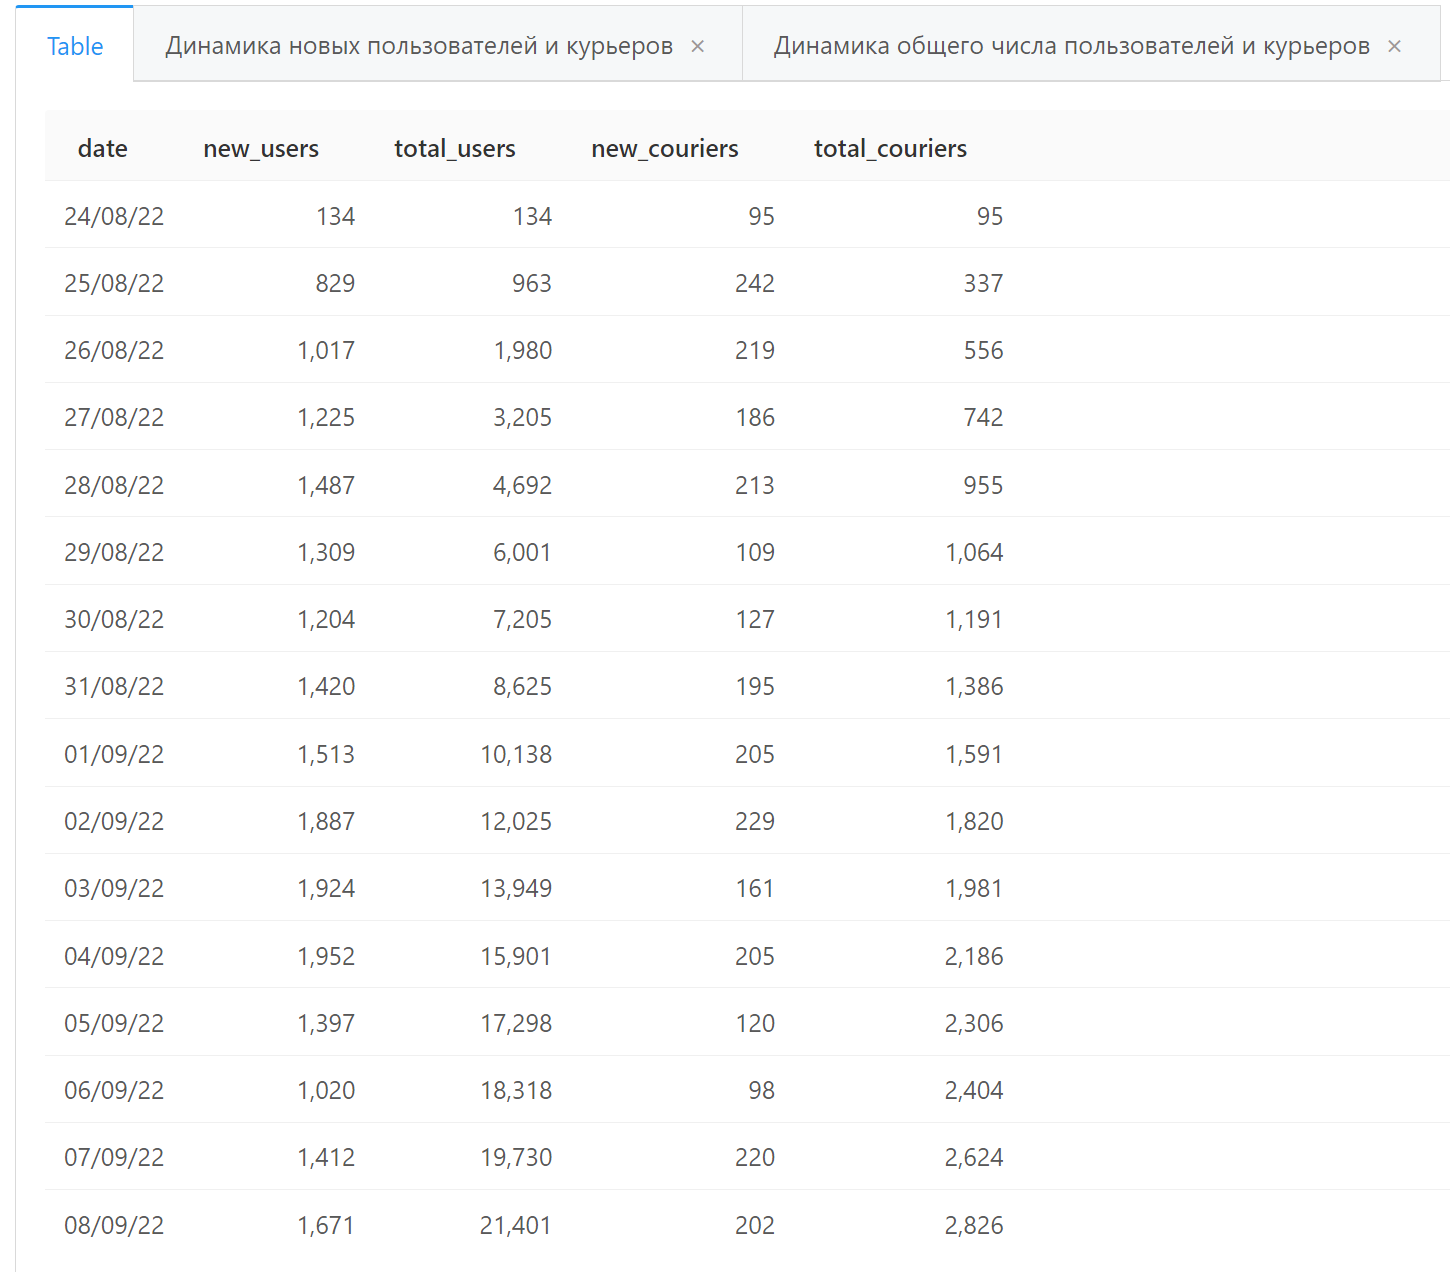 Table Динамика новых пользователей и курьеров × Динамика общего числа пользователей и курьеров ×
date new_users total_users new_couriers total_couriers
24/08/22 134 134 95 95
25/08/22 829 963 242 337
26/08/22 1,017 1,980 219 556
27/08/22 1,225 3,205 186 742
28/08/22 1,487 4,692 213 955
29/08/22 1,309 6,001 109 1,064
30/08/22 1,204 7,205 127 1,191
31/08/22 1,420 8,625 195 1,386
01/09/22 1,513 10,138 205 1,591
02/09/22 1,887 12,025 229 1,820
03/09/22 1,924 13,949 161 1,981
04/09/22 1,952 15,901 205 2,186
05/09/22 1,397 17,298 120 2,306
06/09/22 1,020 18,318 98 2,404
07/09/22 1,412 19,730 220 2,624
08/09/22 1,671 21,401 202 2,826